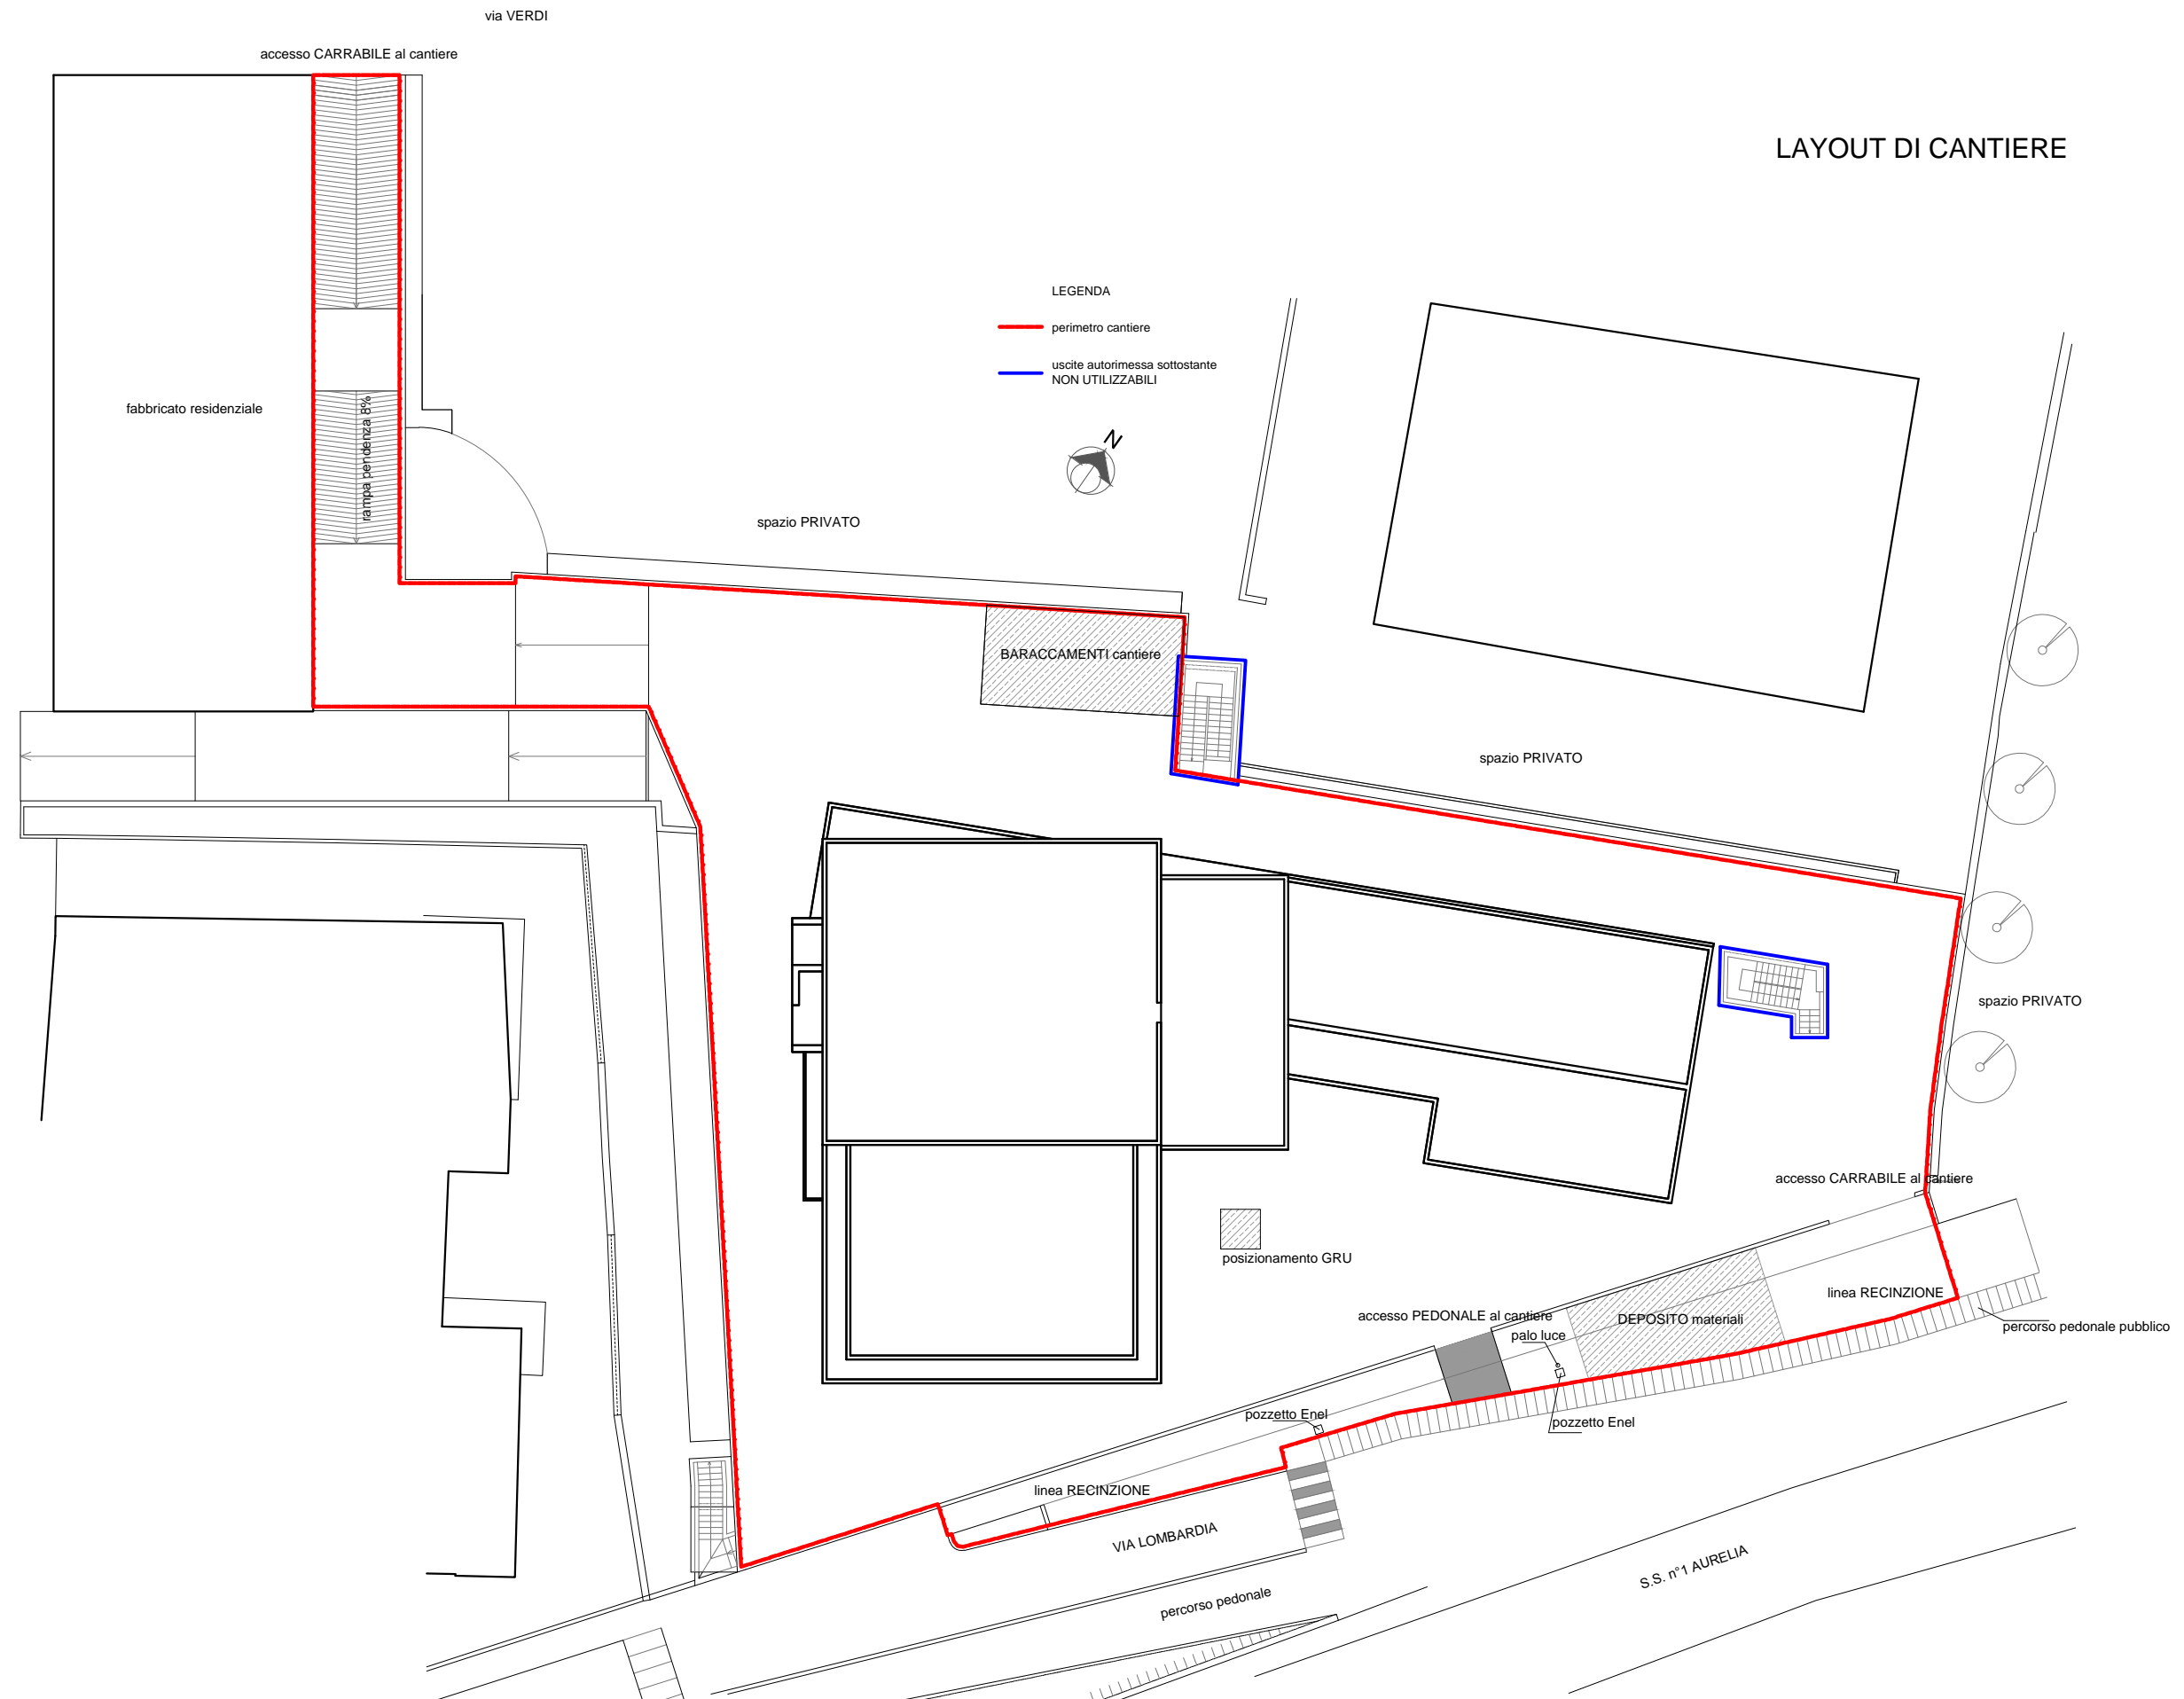 via VERDI
accesso CARRABILE al cantiere
LAYOUT DI CANTIERE
LEGENDA
perimetro cantiere
uscite autorimessa sottostante
NON UTILIZZABILI
fabbricato residenziale
rampa pendenza 8%
N
spazio PRIVATO
BARACCAMENTI cantiere
spazio PRIVATO
spazio PRIVATO
accesso CARRABILE al cantiere
posizionamento GRU
linea RECINZIONE
accesso PEDONALE al cantiere
DEPOSITO materiali
percorso pedonale pubblico
palo luce
pozzetto Enel
pozzetto Enel
linea RECINZIONE
VIA LOMBARDIA
S.S. n°1 AURELIA
percorso pedonale